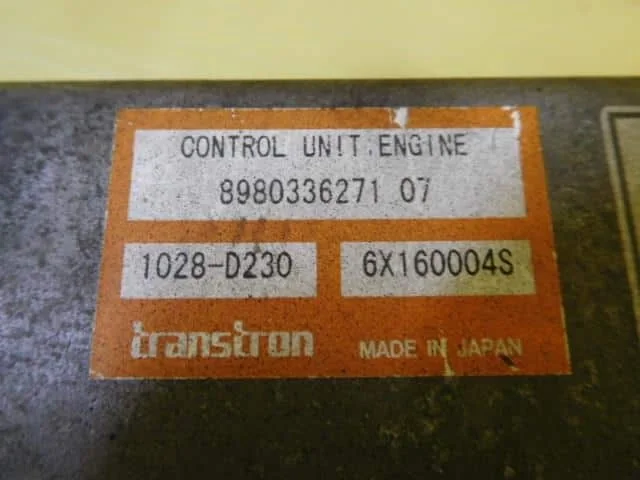 CONTROL UNIT.ENGINE
8980336271 07
1028-D230 6X160004S
transtron MADE IN JAPAN